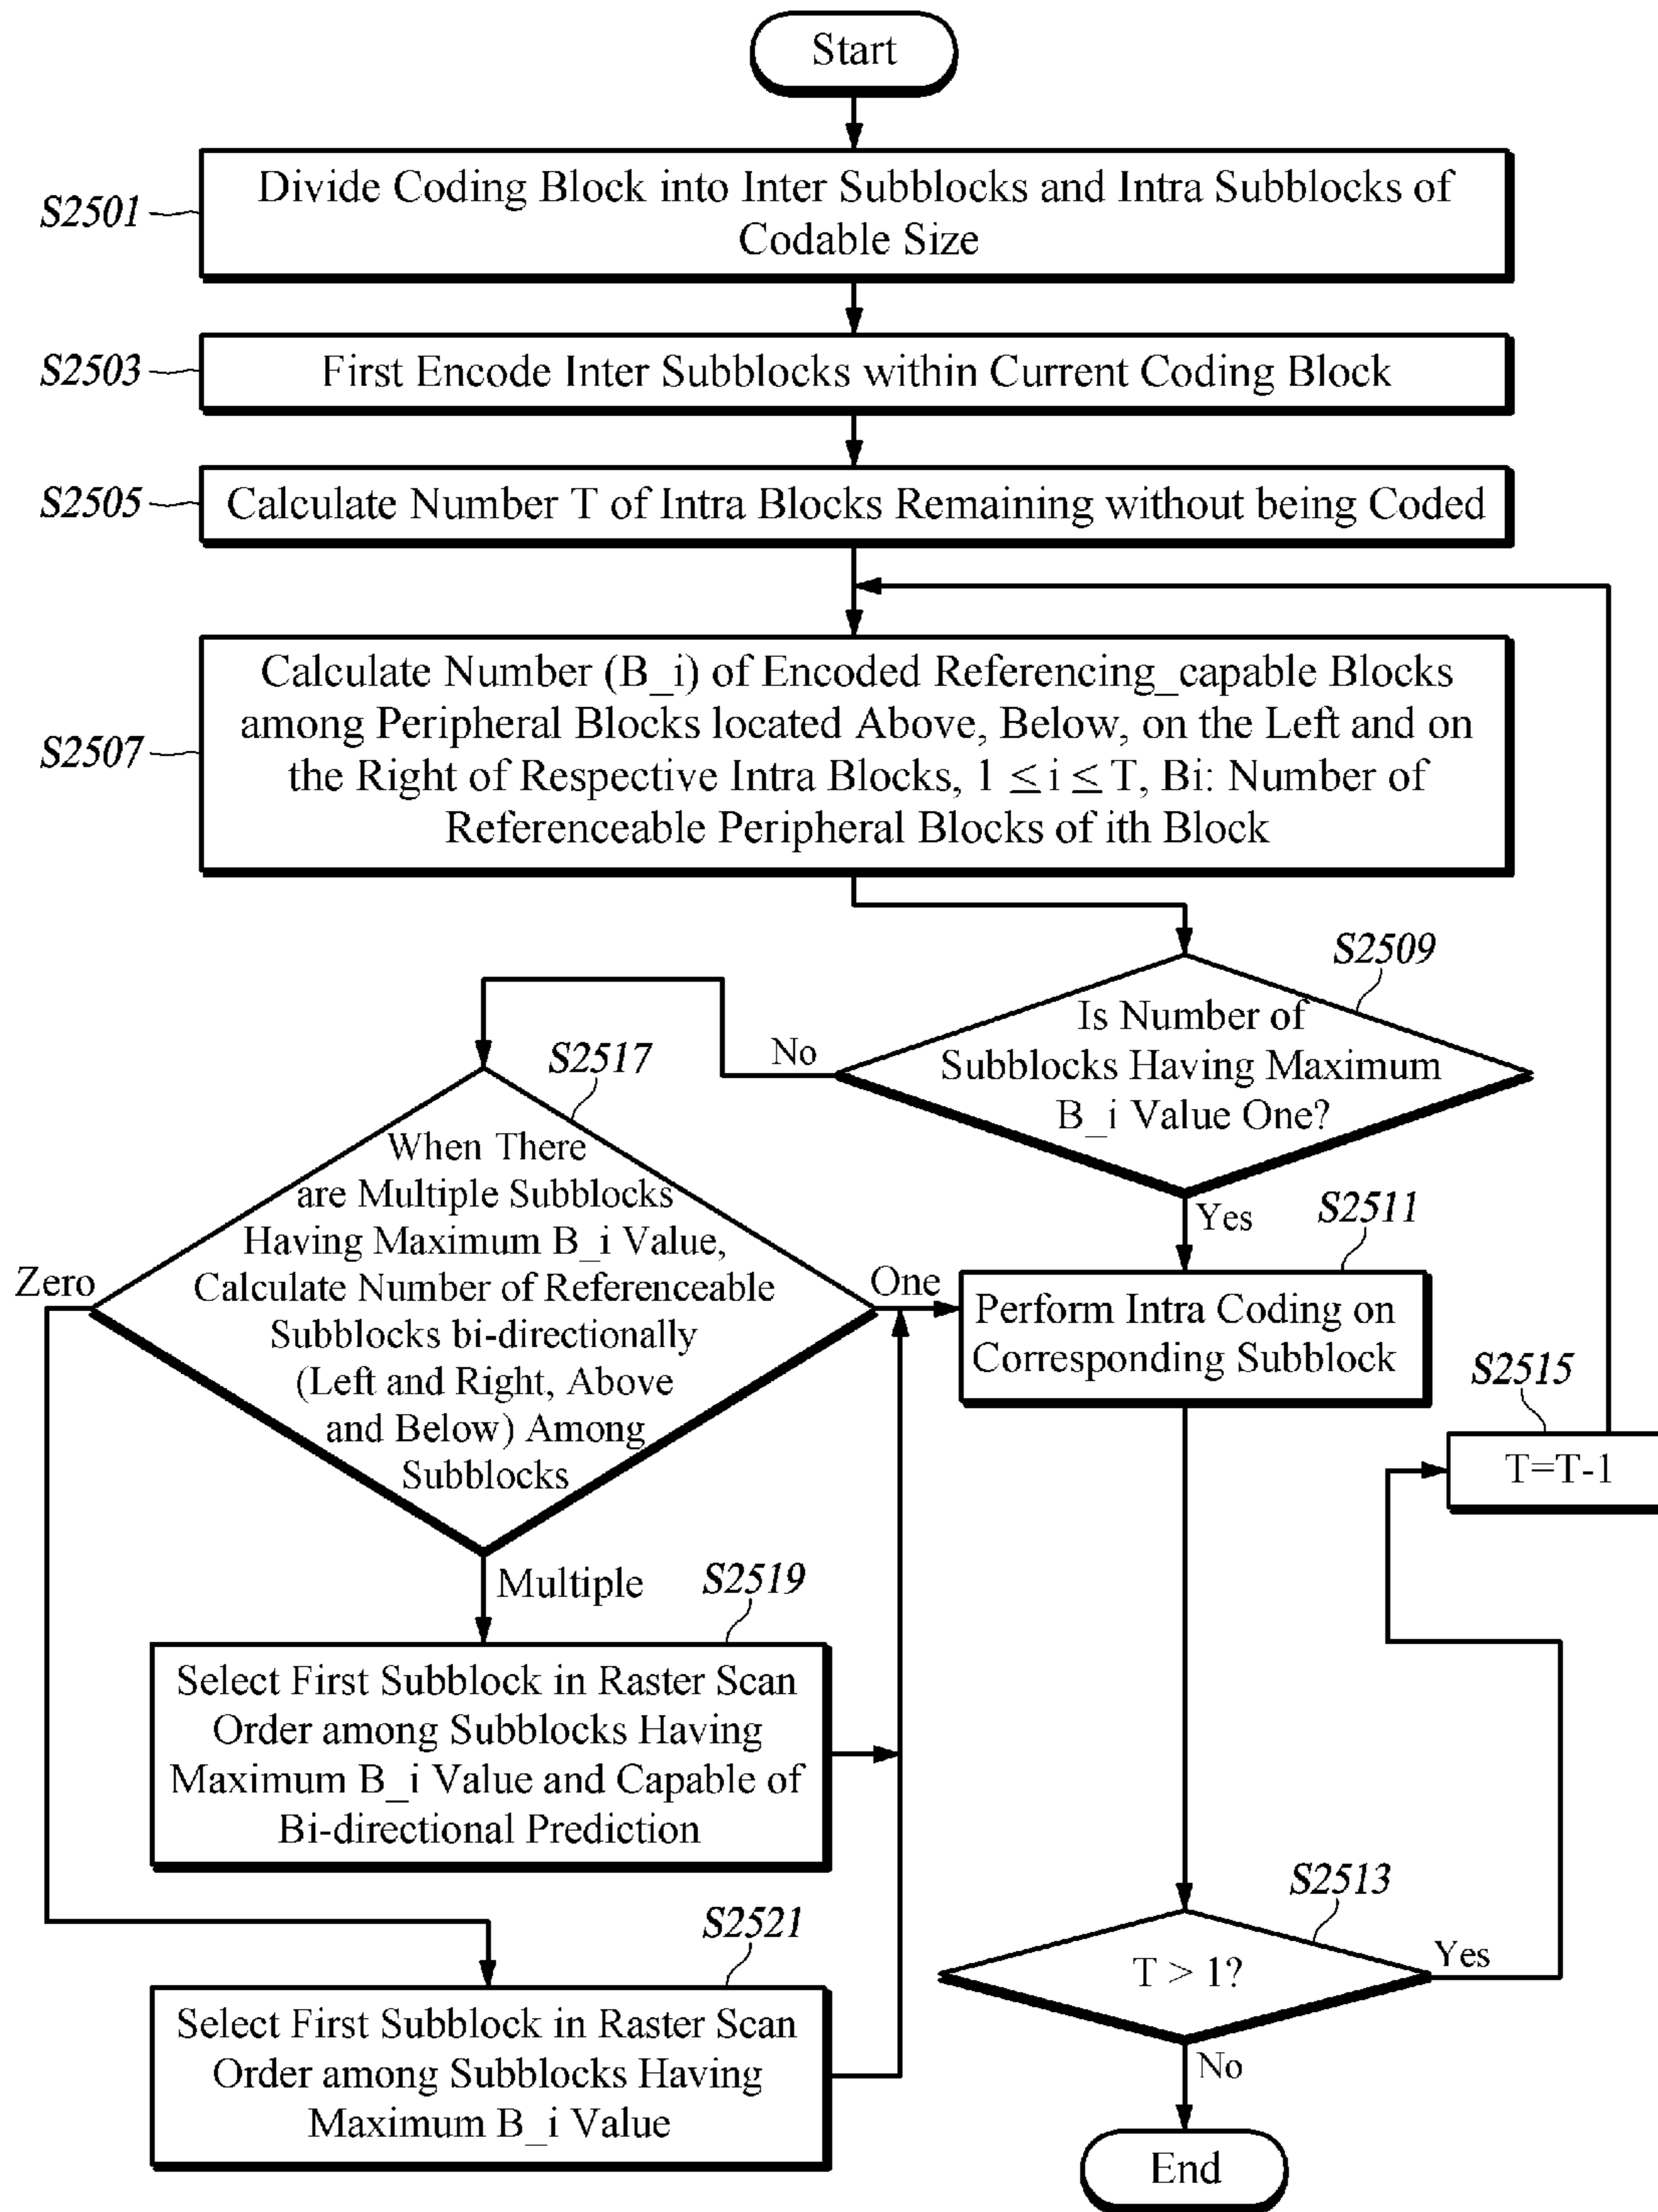 Start
S2501
Divide Coding Block into Inter Subblocks and Intra Subblocks of
Codable Size
S2503
First Encode Inter Subblocks within Current Coding Block
S2505
Calculate Number T of Intra Blocks Remaining without being Coded
S2507
Calculate Number (B_i) of Encoded Referencing_capable Blocks
among Peripheral Blocks located Above, Below, on the Left and on
the Right of Respective Intra Blocks, 1 ≤ i ≤ T, Bi: Number of
Referenceable Peripheral Blocks of ith Block
S2509
Is Number of
Subblocks Having Maximum
B_i Value One?
No
Yes
S2517
When There
are Multiple Subblocks
Having Maximum B_i Value,
Calculate Number of Referenceable
Subblocks bi-directionally
(Left and Right, Above
and Below) Among
Subblocks
Zero
One
Multiple
S2511
Perform Intra Coding on
Corresponding Subblock
S2515
T=T-1
S2519
Select First Subblock in Raster Scan
Order among Subblocks Having
Maximum B_i Value and Capable of
Bi-directional Prediction
S2513
T > 1?
Yes
No
S2521
Select First Subblock in Raster Scan
Order among Subblocks Having
Maximum B_i Value
End